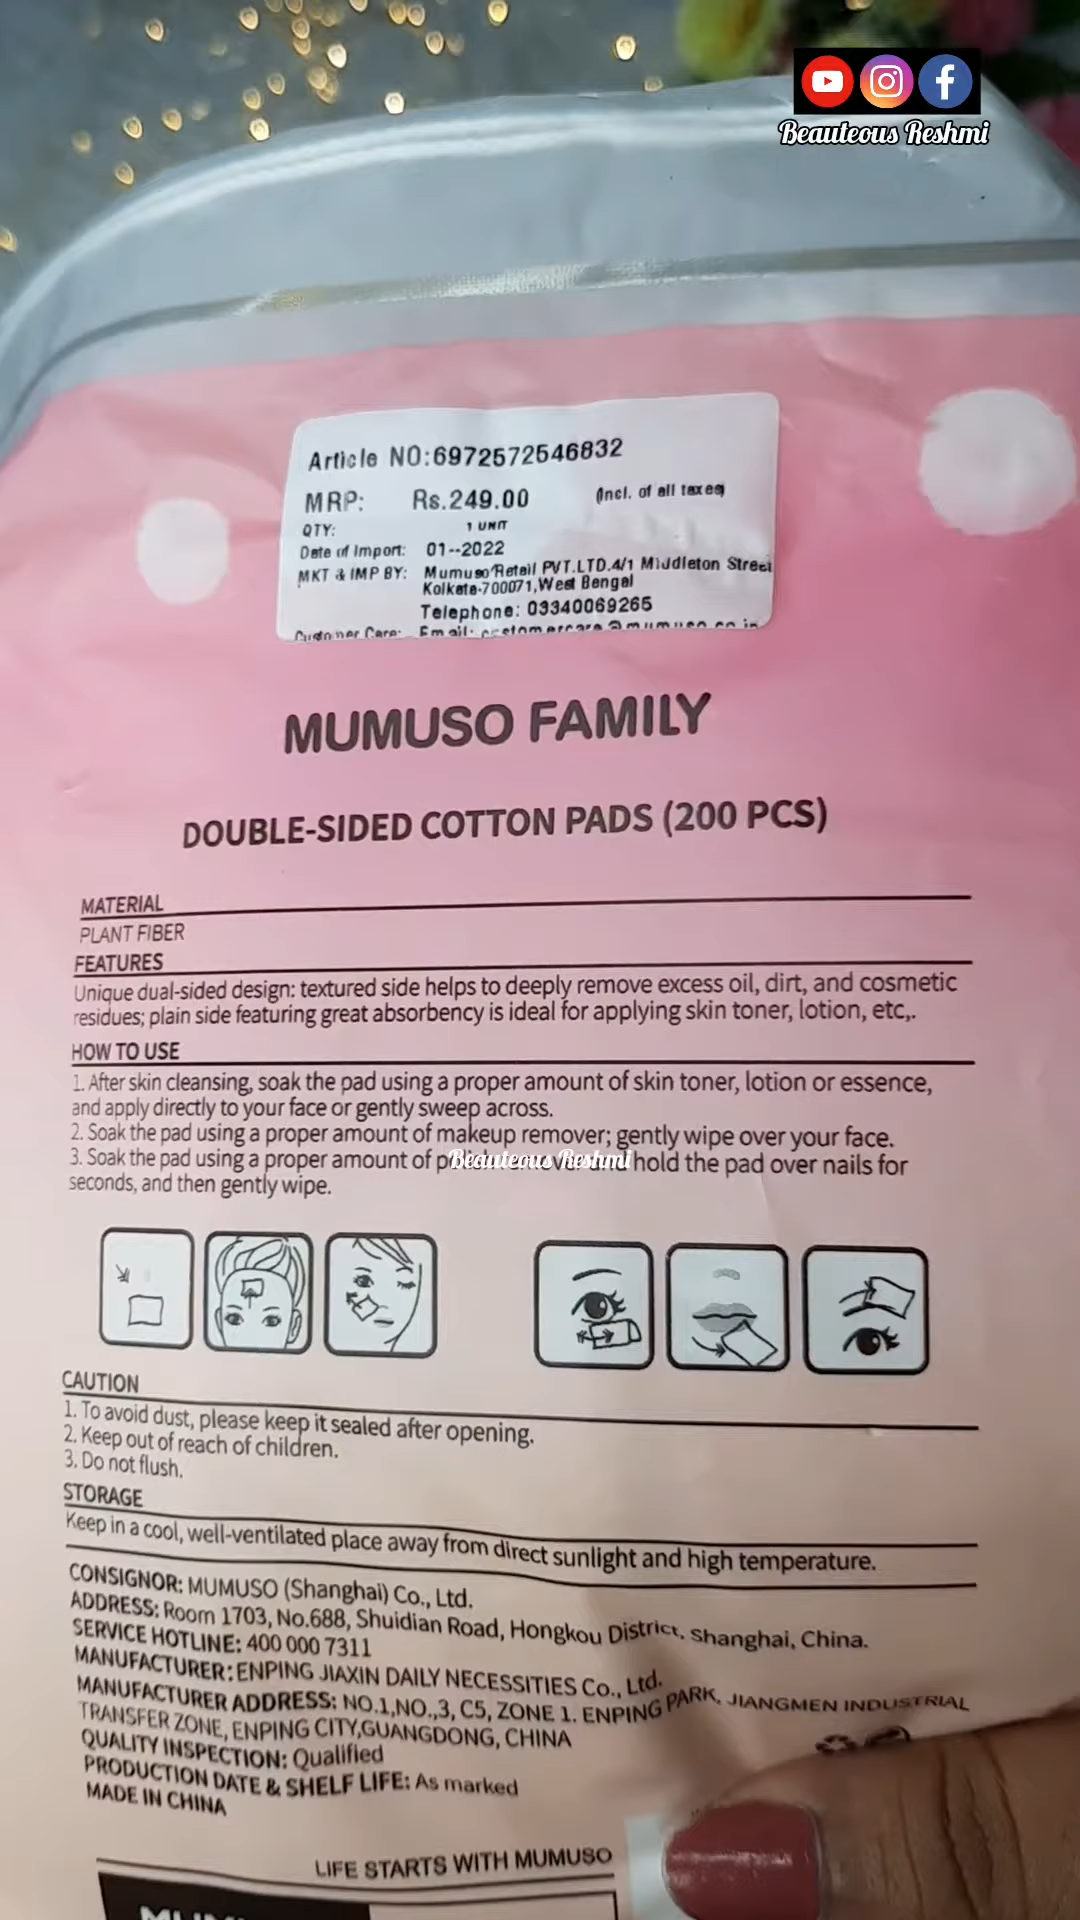 Beauteous Reshmi
Article NO:6972572546832
MRP: Rs.249.00 (Incl. of all taxes)
QTY: 1 UNIT
Date of Import: 01--2022
MKT & IMP BY: Mumuso Retail PVT.LTD.4/1 Middleton Street
Kolkata-700071,West Bengal
Telephone: 03340069265
Customer Care: Email: customercare@mumuso.co.in
MUMUSO FAMILY
DOUBLE-SIDED COTTON PADS (200 PCS)
MATERIAL
PLANT FIBER
FEATURES
Unique dual-sided design: textured side helps to deeply remove excess oil, dirt, and cosmetic
residues; plain side featuring great absorbency is ideal for applying skin toner, lotion, etc,.
HOW TO USE
1. After skin cleansing, soak the pad using a proper amount of skin toner, lotion or essence,
and apply directly to your face or gently sweep across.
2. Soak the pad using a proper amount of makeup remover; gently wipe over your face.
3. Soak the pad using a proper amount of and hold the pad over nails for
Beauteous Reshmi
seconds, and then gently wipe.
CAUTION
1. To avoid dust, please keep it sealed after opening.
2. Keep out of reach of children.
3. Do not flush.
STORAGE
Keep in a cool, well-ventilated place away from direct sunlight and high temperature.
CONSIGNOR: MUMUSO (Shanghai) Co., Ltd.
ADDRESS: Room 1703, No.688, Shuidian Road, Hongkou District, Shanghai, China.
SERVICE HOTLINE: 400 000 7311
MANUFACTURER: ENPING JIAXIN DAILY NECESSITIES Co., Ltd.
MANUFACTURER ADDRESS: NO.1,NO.,3, C5, ZONE 1. ENPING PARK, JIANGMEN INDUSTRIAL
TRANSFER ZONE, ENPING CITY,GUANGDONG, CHINA
QUALITY INSPECTION: Qualified
PRODUCTION DATE & SHELF LIFE: As marked
MADE IN CHINA
LIFE STARTS WITH MUMUSO